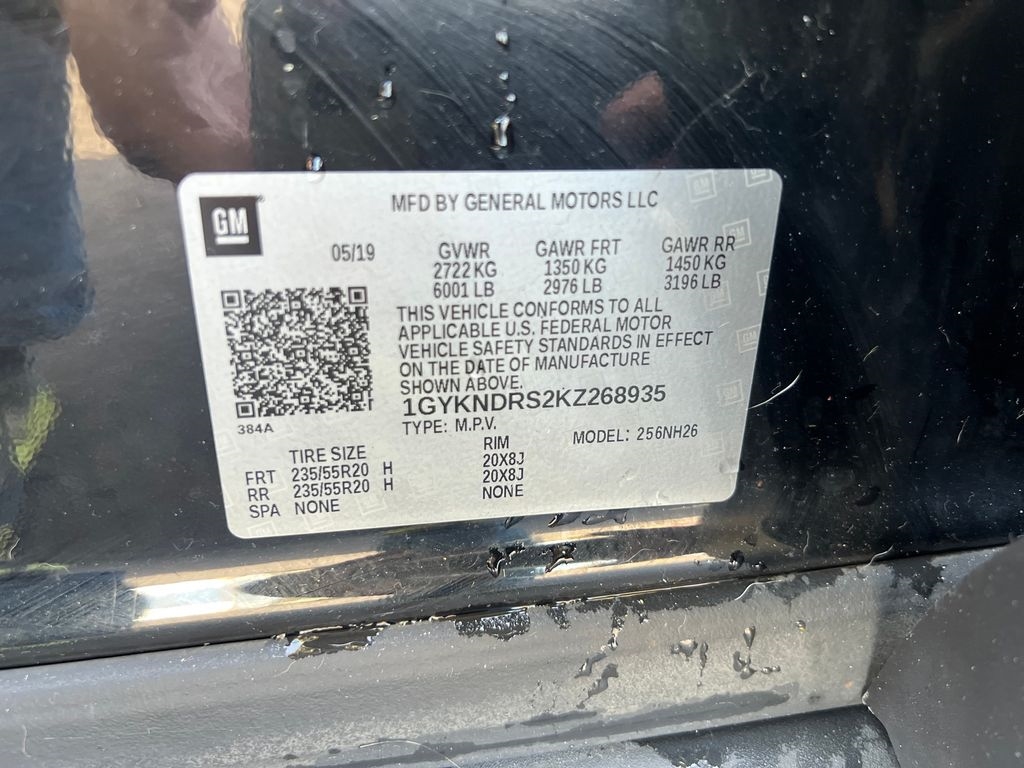 GM
MFD BY GENERAL MOTORS LLC
05/19 GVWR GAWR FRT GAWR RR
2722 KG 1350 KG 1450 KG
6001 LB 2976 LB 3196 LB
THIS VEHICLE CONFORMS TO ALL
APPLICABLE U.S. FEDERAL MOTOR
VEHICLE SAFETY STANDARDS IN EFFECT
ON THE DATE OF MANUFACTURE
SHOWN ABOVE.
1GYKNDRS2KZ268935
384A
TYPE: M.P.V. MODEL: 256NH26
TIRE SIZE RIM
FRT 235/55R20 H 20X8J
RR 235/55R20 H 20X8J
SPA NONE NONE